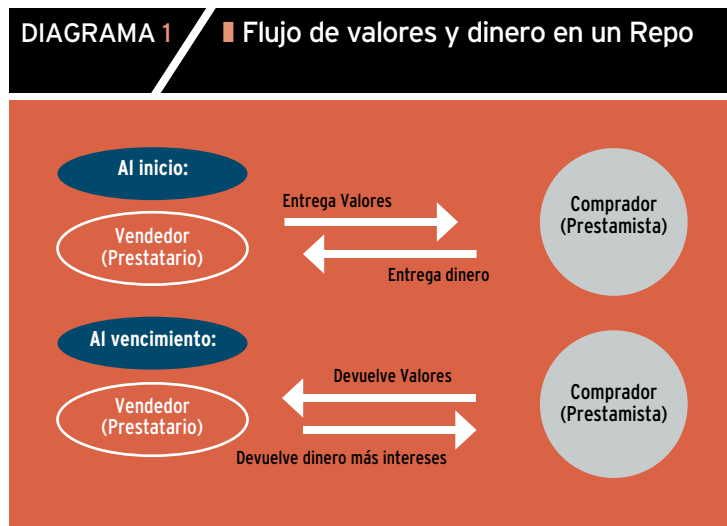 DIAGRAMA 1
Flujo de valores y dinero en un Repo
Al inicio:
Vendedor
(Prestatario)
Entrega Valores
Entrega dinero
Comprador
(Prestamista)
Al vencimiento:
Vendedor
(Prestatario)
Devuelve Valores
Devuelve dinero más intereses
Comprador
(Prestamista)